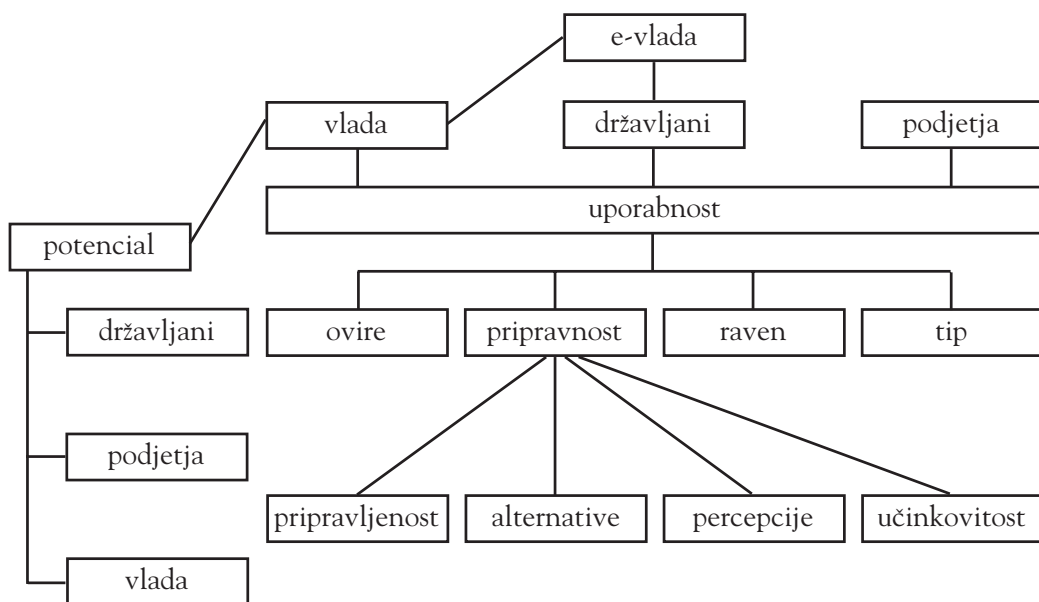 e-vlada
vlada
državljani
podjetja
uporabnost
potencial
državljani
ovire
pripravnost
raven
tip
podjetja
pripravljenost
alternative
percepcije
učinkovitost
vlada